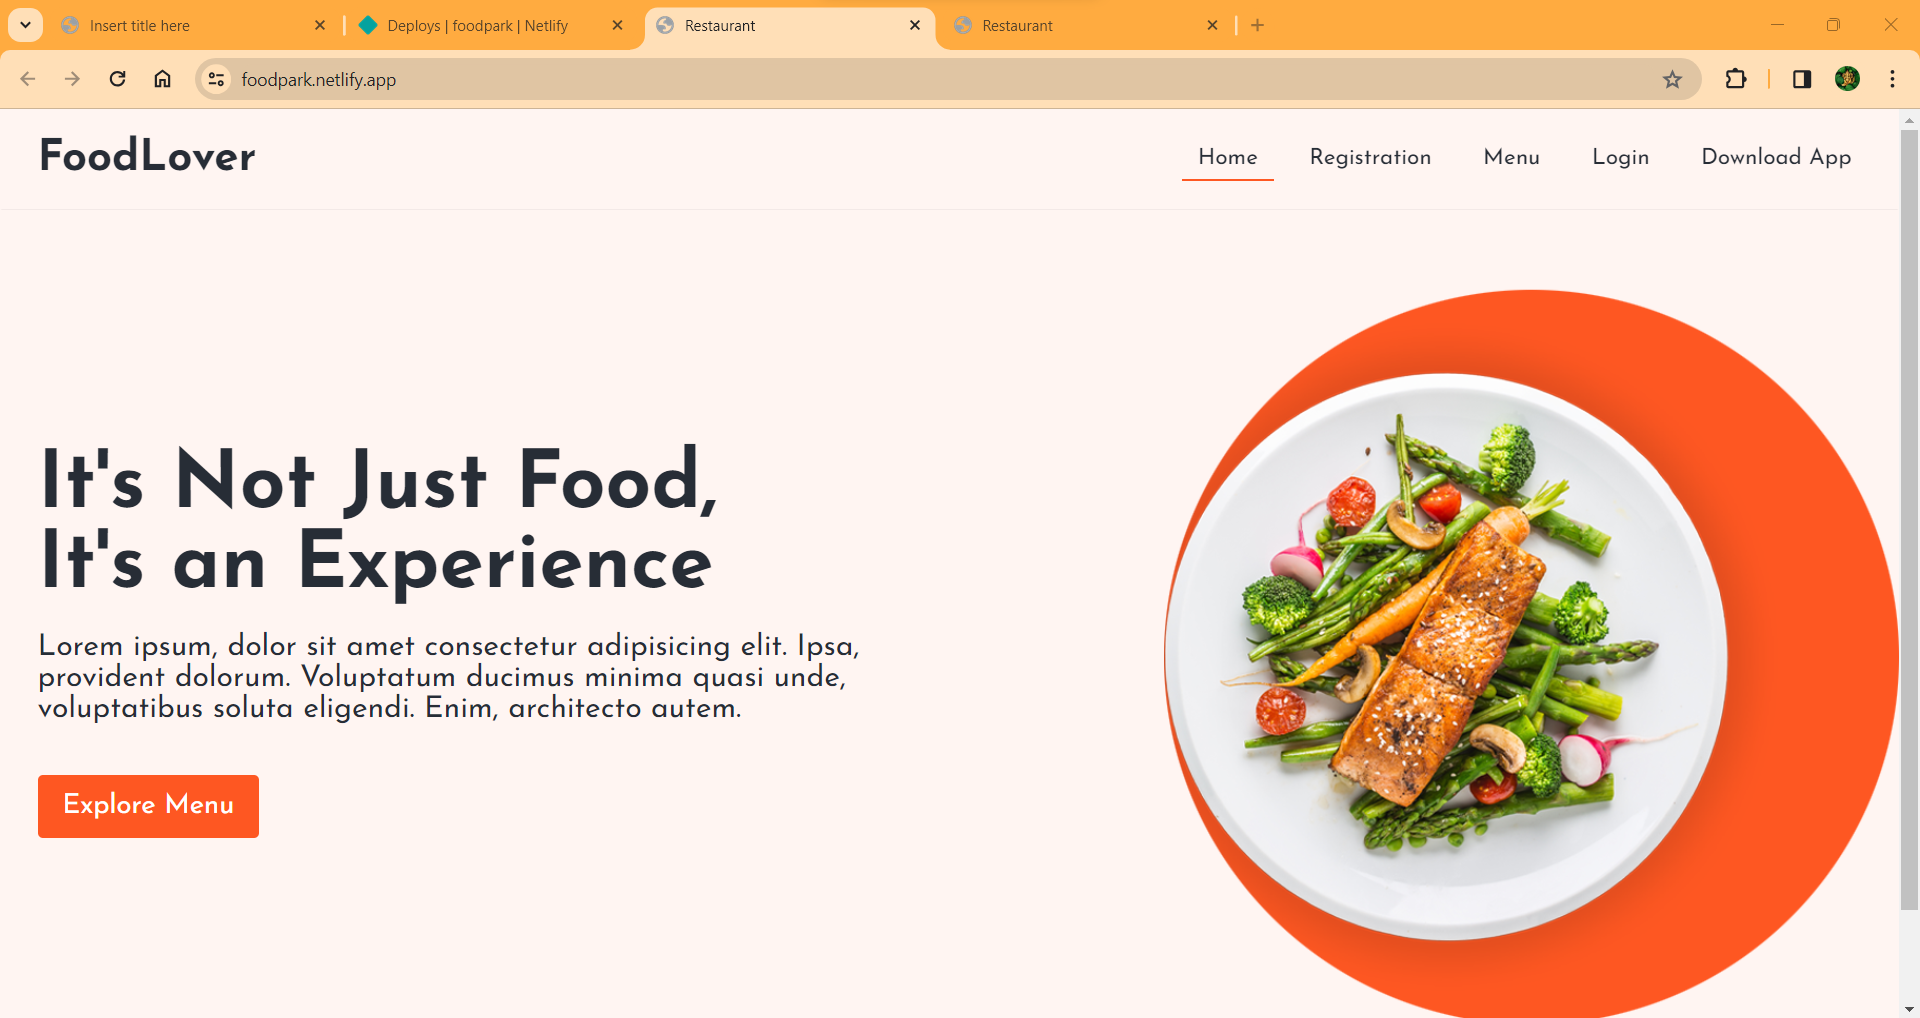 Insert title here
Deploys | foodpark | Netlify
Restaurant
Restaurant
foodpark.netlify.app
FoodLover
Home
Registration
Menu
Login
Download App
It's Not Just Food,
It's an Experience
Lorem ipsum, dolor sit amet consectetur adipisicing elit. Ipsa,
provident dolorum. Voluptatum ducimus minima quasi unde,
voluptatibus soluta eligendi. Enim, architecto autem.
Explore Menu